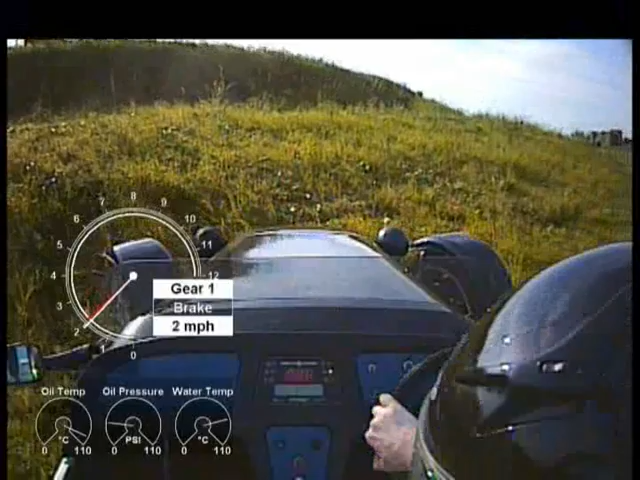 8
7 9
6 10
5 11
4 12
Gear 1
3
Brake
2 mph
2
1
0
Oil Temp Oil Pressure Water Temp
°C PSI °C
0 110 0 110 0 110